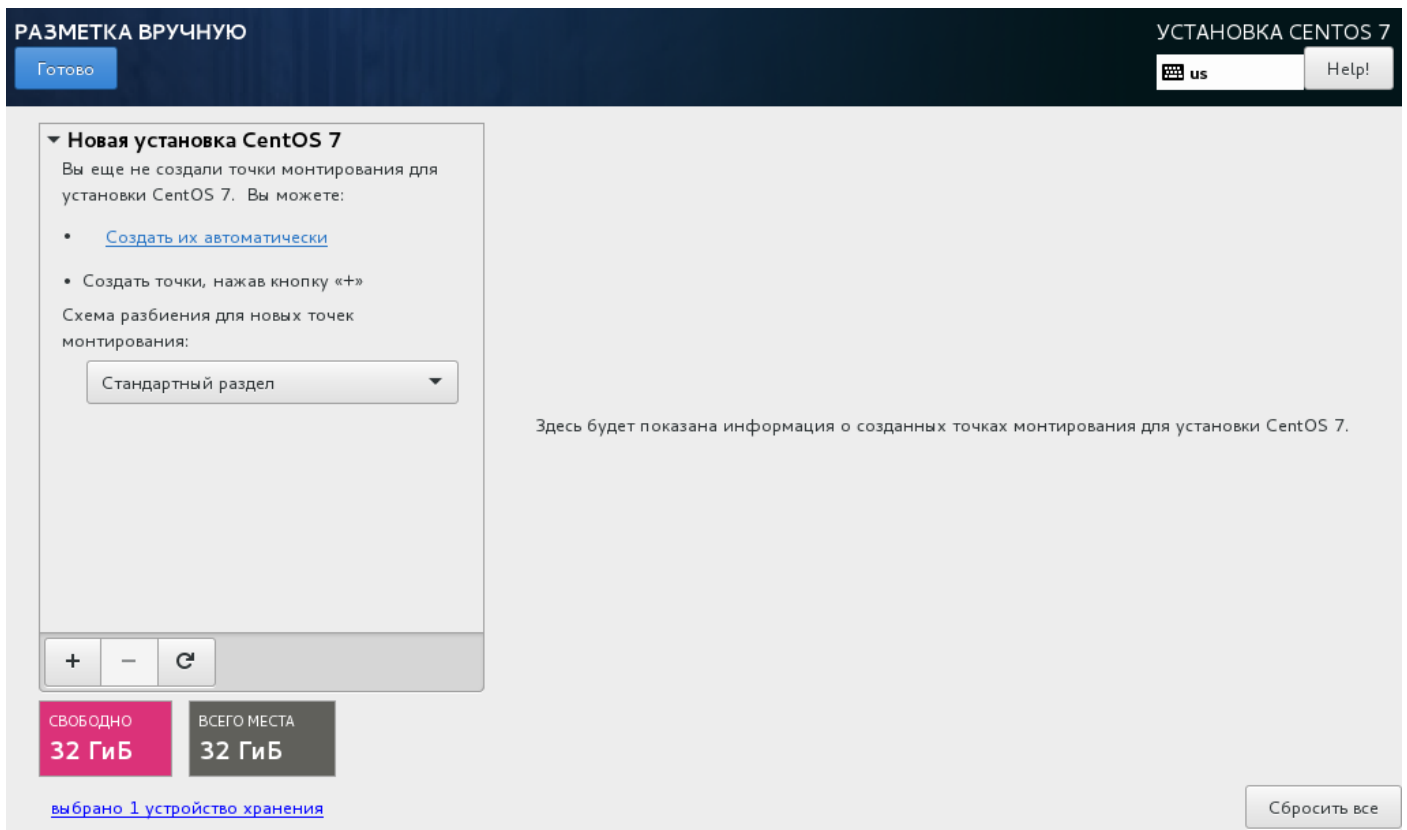 РАЗМЕТКА ВРУЧНУЮ
УСТАНОВКА CENTOS 7
Готово
us
Help!
Новая установка CentOS 7
Вы еще не создали точки монтирования для
установки CentOS 7. Вы можете:
• Создать их автоматически
• Создать точки, нажав кнопку «+»
Схема разбиения для новых точек
монтирования:
Стандартный раздел
Здесь будет показана информация о созданных точках монтирования для установки CentOS 7.
+ −
СВОБОДНО
32 ГиБ
ВСЕГО МЕСТА
32 ГиБ
выбрано 1 устройство хранения
Сбросить все